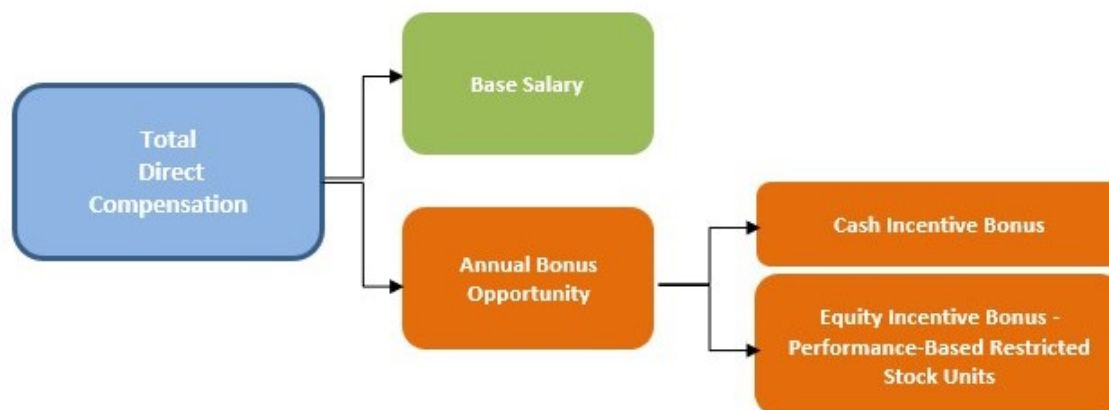 Base Salary
Total
Direct
Compensation
Annual Bonus
Opportunity
Cash Incentive Bonus
Equity Incentive Bonus -
Performance-Based Restricted
Stock Units